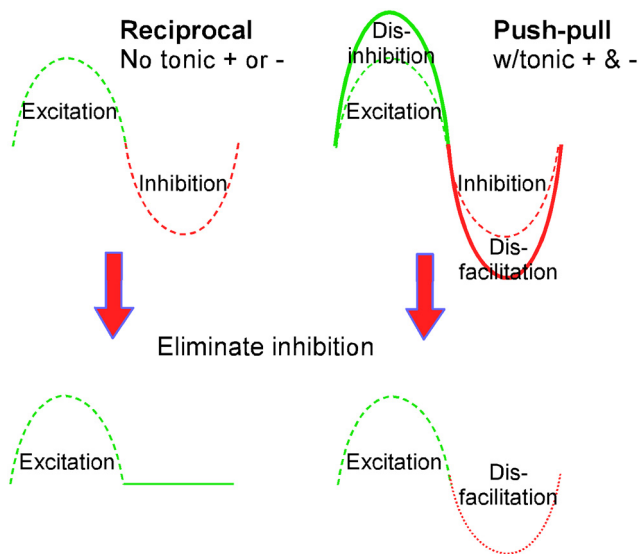 Reciprocal
No tonic + or -
Excitation
Inhibition
Push-pull
w/tonic + & -
Dis-
inhibition
Excitation
Inhibition
Dis-
facilitation
Eliminate inhibition
Excitation
Excitation
Dis-
facilitation